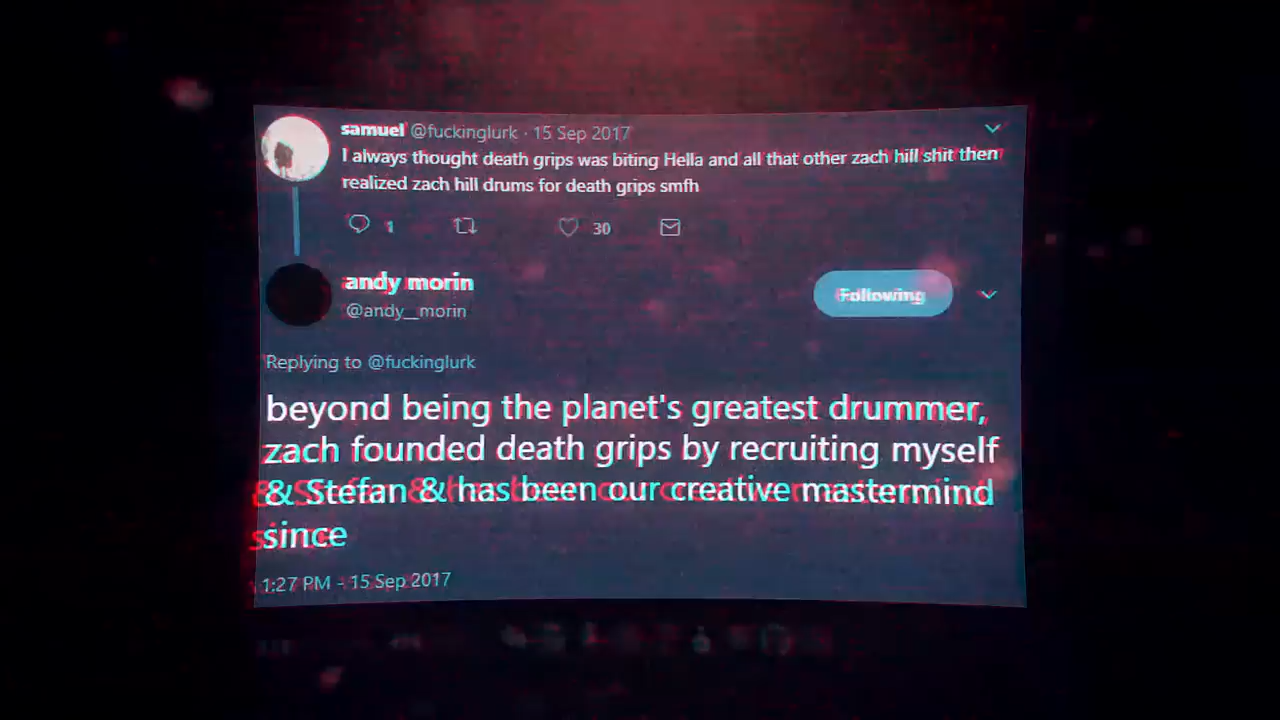 samuel @fuckinglurk · 15 Sep 2017
I always thought death grips was biting Hella and all that other zach hill shit then
realized zach hill drums for death grips smfh
1 30
andy morin
Following
@andy__morin
Replying to @fuckinglurk
beyond being the planet's greatest drummer,
zach founded death grips by recruiting myself
& Stefan & has been our creative mastermind
since
1:27 PM - 15 Sep 2017